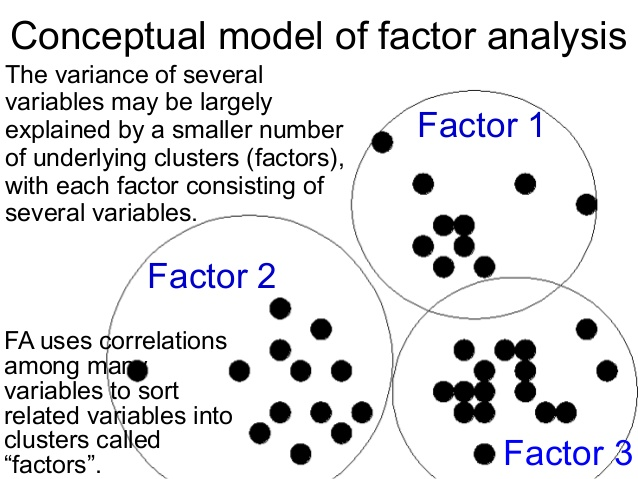 Conceptual model of factor analysis
The variance of several
variables may be largely
explained by a smaller number
of underlying clusters (factors),
with each factor consisting of
several variables.
Factor 1
Factor 2
FA uses correlations
among many
variables to sort
related variables into
clusters called
“factors”.
Factor 3